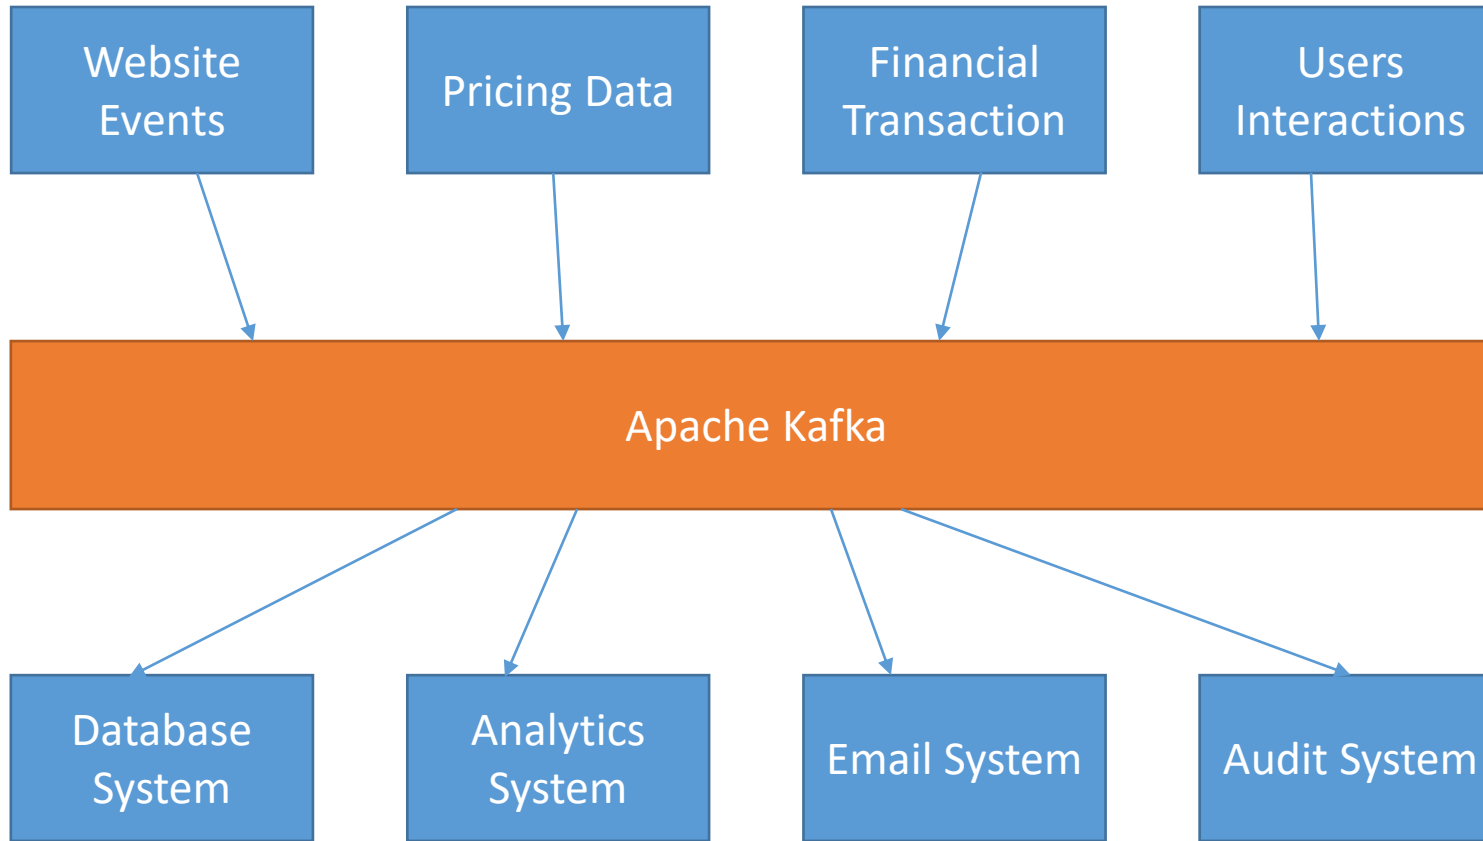 Website
Events
Pricing Data
Financial
Transaction
Users
Interactions
Apache Kafka
Database
System
Analytics
System
Email System
Audit System